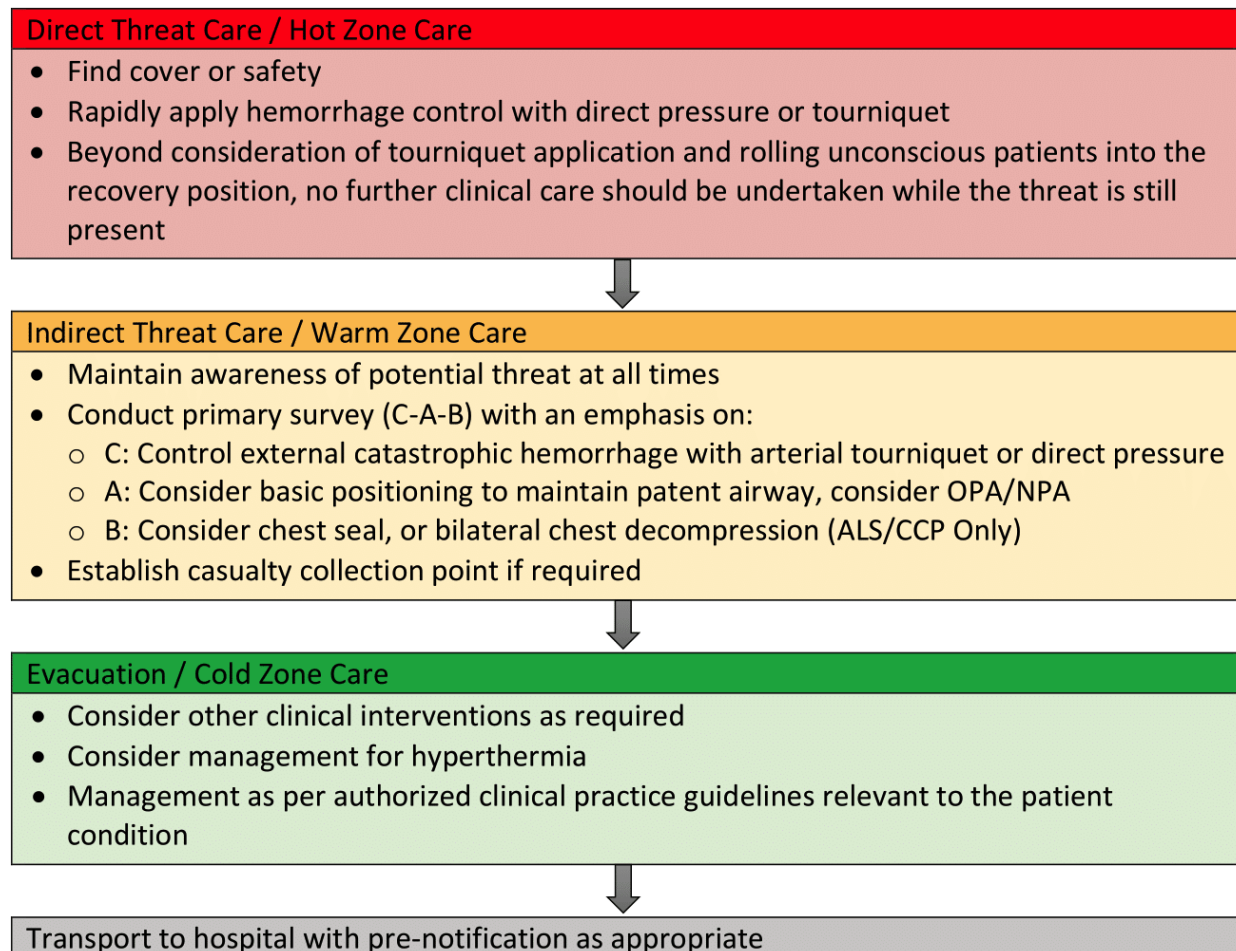 Direct Threat Care / Hot Zone Care
• Find cover or safety
• Rapidly apply hemorrhage control with direct pressure or tourniquet
• Beyond consideration of tourniquet application and rolling unconscious patients into the
recovery position, no further clinical care should be undertaken while the threat is still
present
Indirect Threat Care / Warm Zone Care
• Maintain awareness of potential threat at all times
• Conduct primary survey (C-A-B) with an emphasis on:
o C: Control external catastrophic hemorrhage with arterial tourniquet or direct pressure
o A: Consider basic positioning to maintain patent airway, consider OPA/NPA
o B: Consider chest seal, or bilateral chest decompression (ALS/CCP Only)
• Establish casualty collection point if required
Evacuation / Cold Zone Care
• Consider other clinical interventions as required
• Consider management for hyperthermia
• Management as per authorized clinical practice guidelines relevant to the patient
condition
Transport to hospital with pre-notification as appropriate